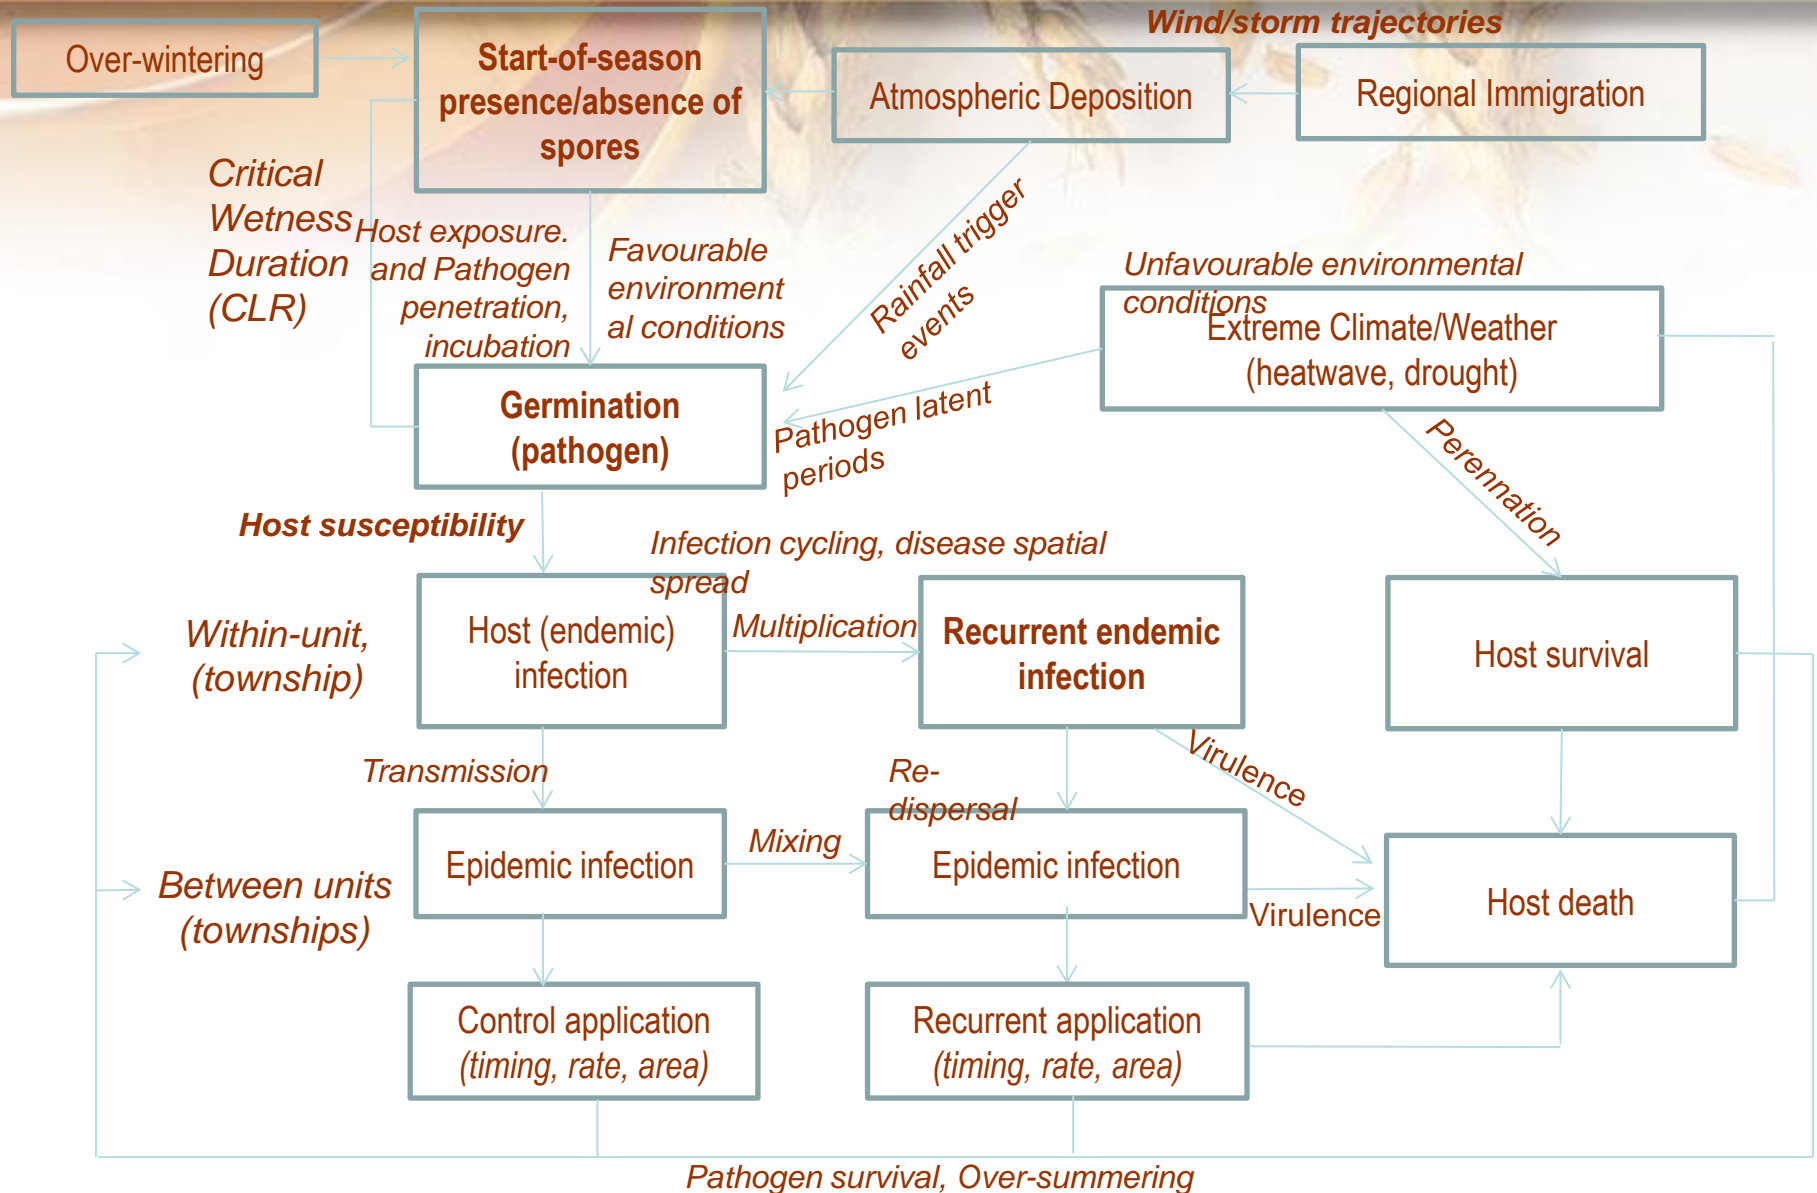 Wind/storm trajectories
Over-wintering
Start-of-season
presence/absence of
spores
Atmospheric Deposition
Regional Immigration
Critical
Wetness
Duration
(CLR)
Host exposure.
and Pathogen
penetration,
incubation
Favourable
environment
al conditions
Rainfall trigger
events
Unfavourable environmental
conditions
Extreme Climate/Weather
(heatwave, drought)
Germination
(pathogen)
Pathogen latent
periods
Perennation
Host susceptibility
Infection cycling, disease spatial
spread
Within-unit,
(township)
Host (endemic)
infection
Multiplication
Recurrent endemic
infection
Host survival
Transmission
Re-
dispersal
Virulence
Between units
(townships)
Epidemic infection
Mixing
Epidemic infection
Virulence
Host death
Control application
(timing, rate, area)
Recurrent application
(timing, rate, area)
Pathogen survival, Over-summering